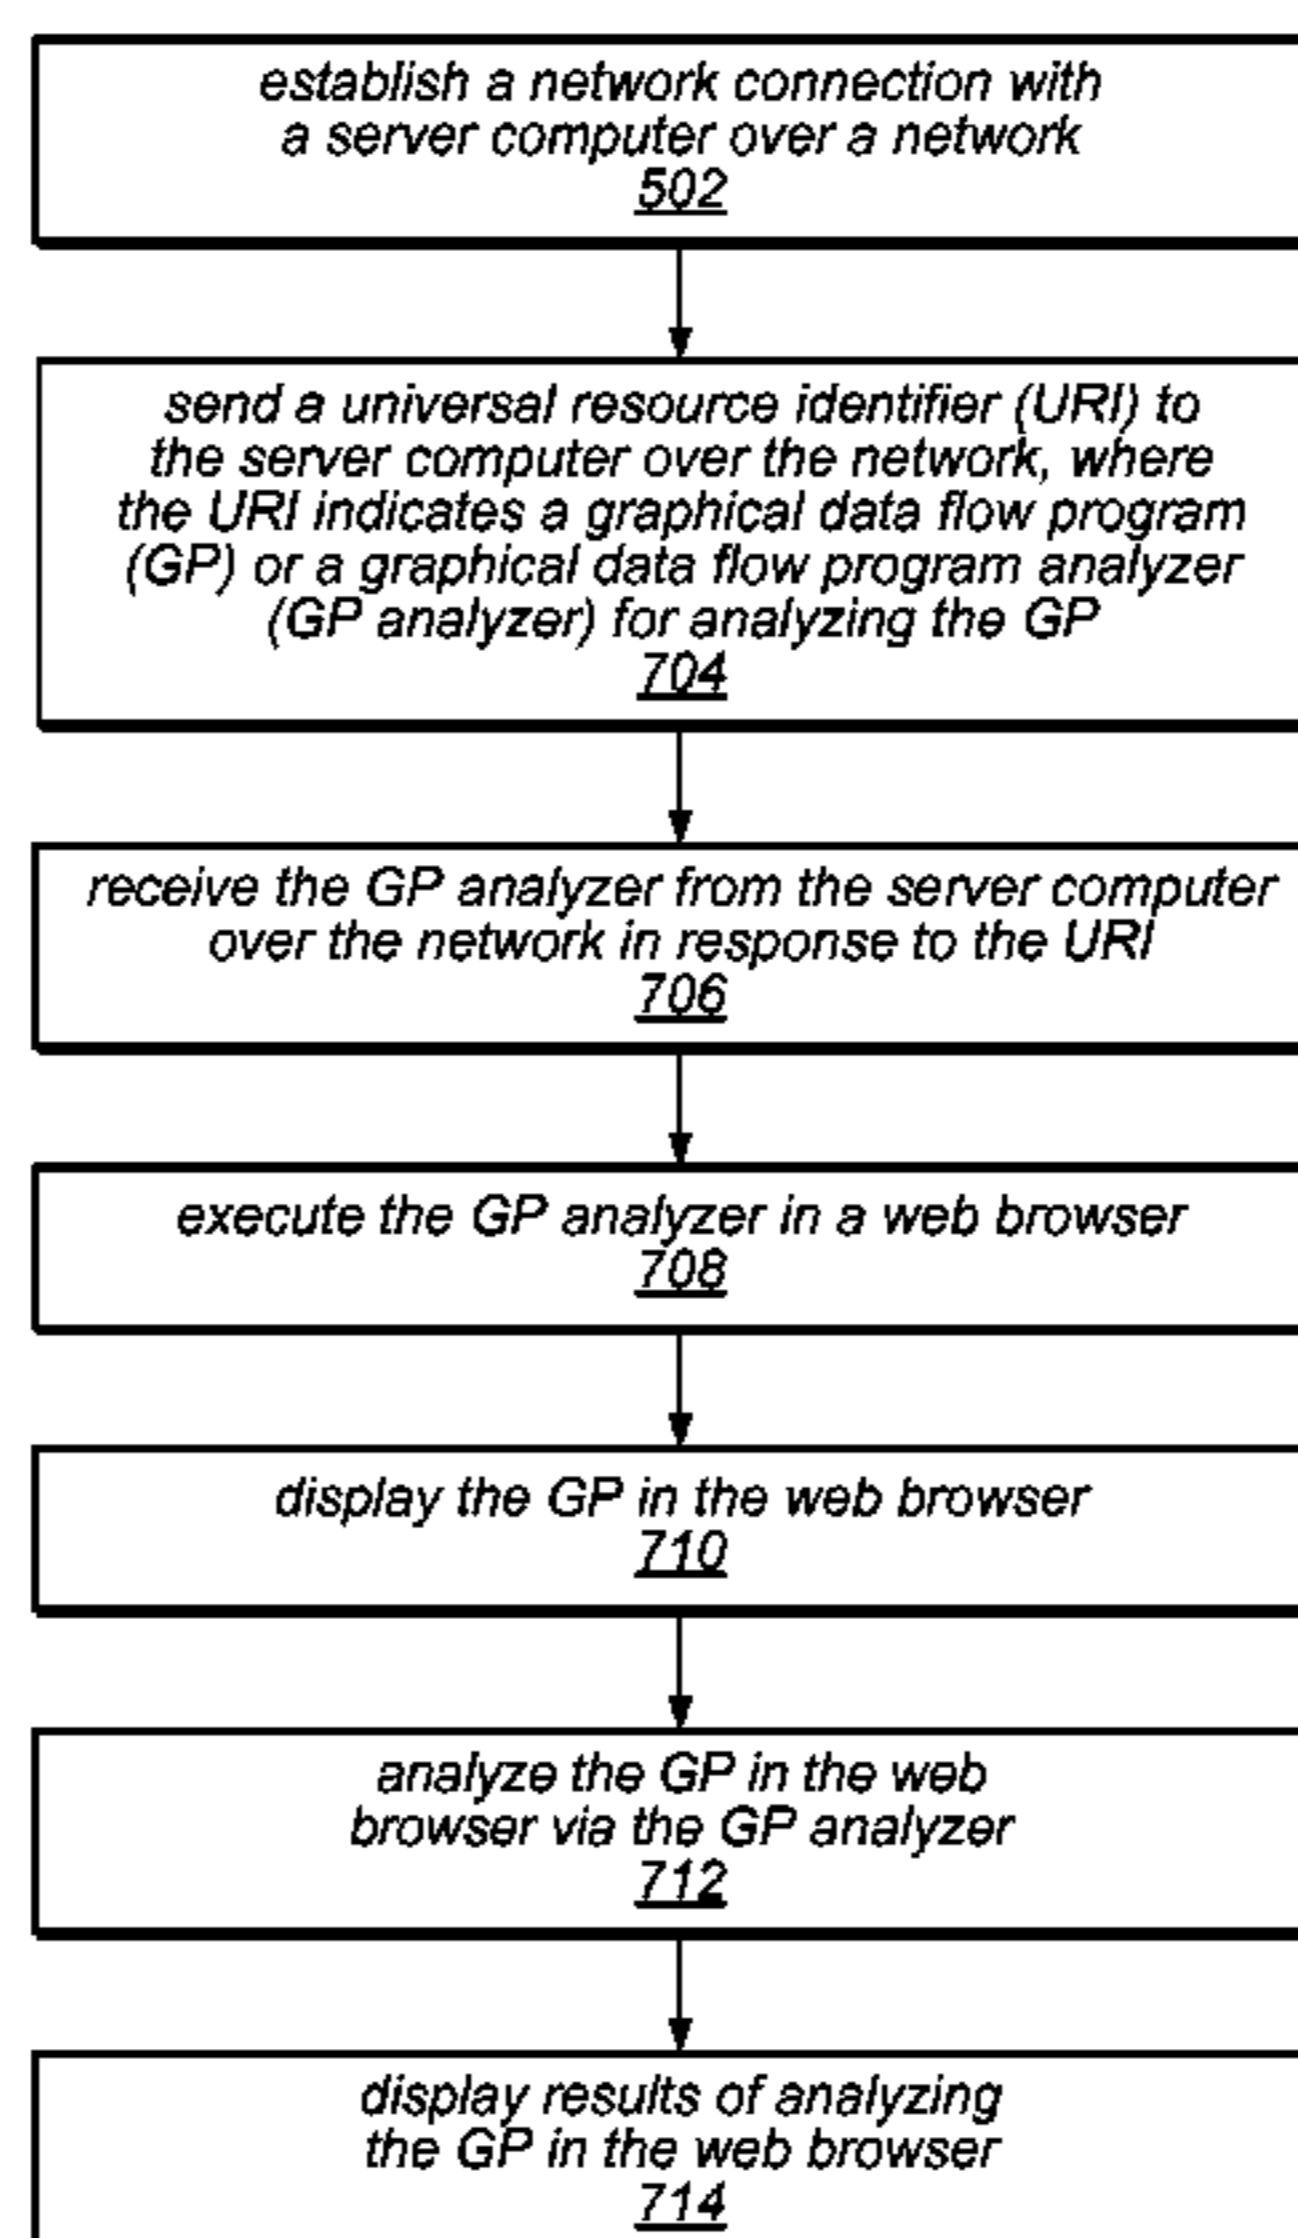 establish a network connection with
a server computer over a network
502
send a universal resource identifier (URI) to
the server computer over the network, where
the URI indicates a graphical data flow program
(GP) or a graphical data flow program analyzer
(GP analyzer) for analyzing the GP
704
receive the GP analyzer from the server computer
over the network in response to the URI
706
execute the GP analyzer in a web browser
708
display the GP in the web browser
710
analyze the GP in the web
browser via the GP analyzer
712
display results of analyzing
the GP in the web browser
714